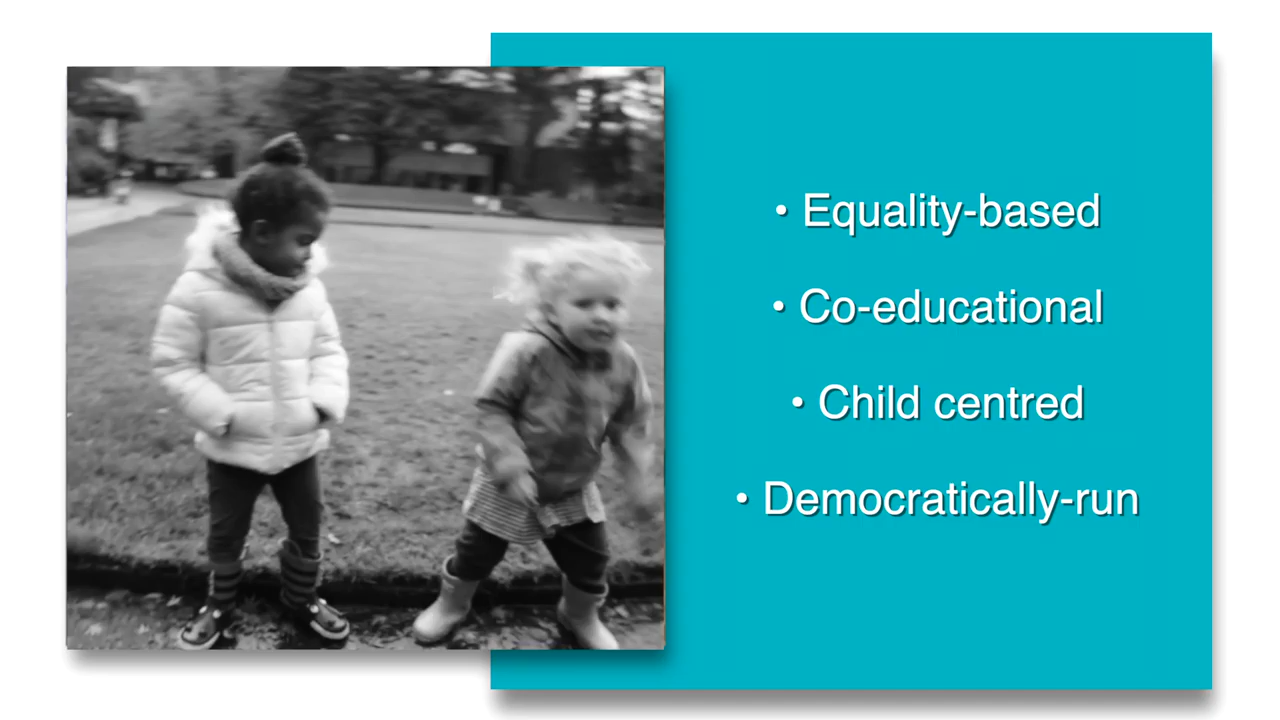 • Equality-based
• Co-educational
• Child centred
• Democratically-run